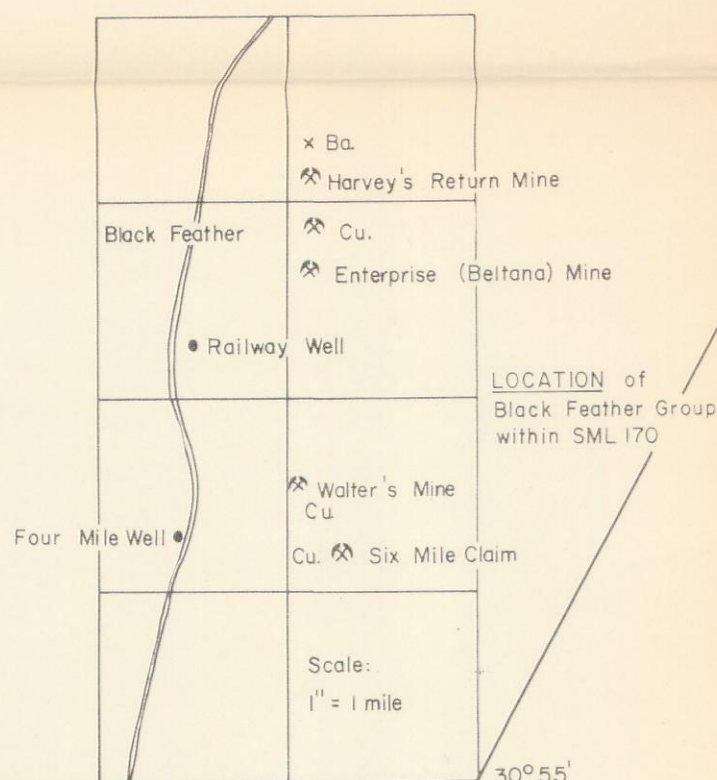 × Ba.
Harvey's Return Mine
Black Feather
Cu.
Enterprise (Beltana) Mine
Railway Well
LOCATION of
Black Feather Group
within SML 170
Walter's Mine
Cu
Four Mile Well
Cu. Six Mile Claim
Scale:
1" = 1 mile
30° 55'